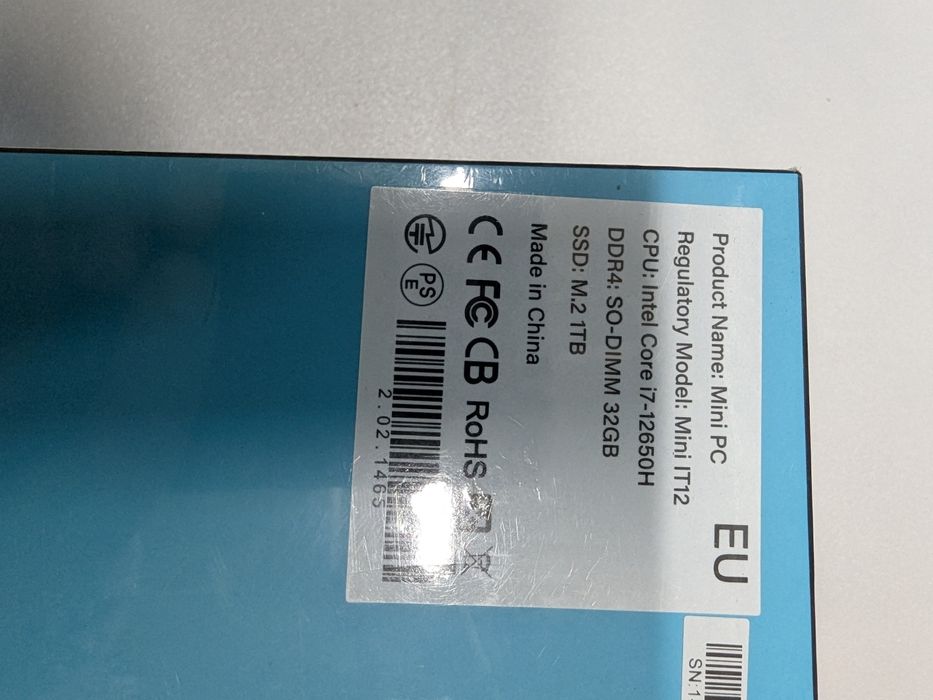 EU
Product Name: Mini PC
Regulatory Model: Mini IT12
CPU: Intel Core i7-12650H
DDR4: SO-DIMM 32GB
SSD: M.2 1TB
Made in China
CE FC CB RoHS
PS E
2.02.1465
SN:1